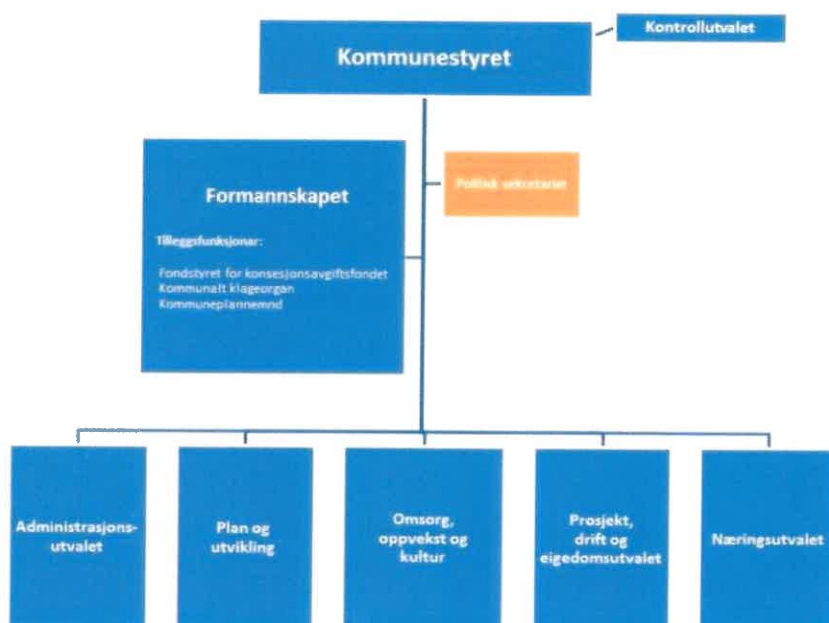 Kommunestyret
Kontrollutvalet
Formannskapet
Tilleggsfunksjonar:
Fondstyret for konsesjonsavgiftsfondet
Kommunalt klageorgan
Kommuneplannemnd
Politisk sekretariet
Administrasjons-
utvalet
Plan og
utvikling
Omsorg,
oppvekst og
kultur
Prosjekt,
drift og
eigedomsutvalet
Næringsutvalet